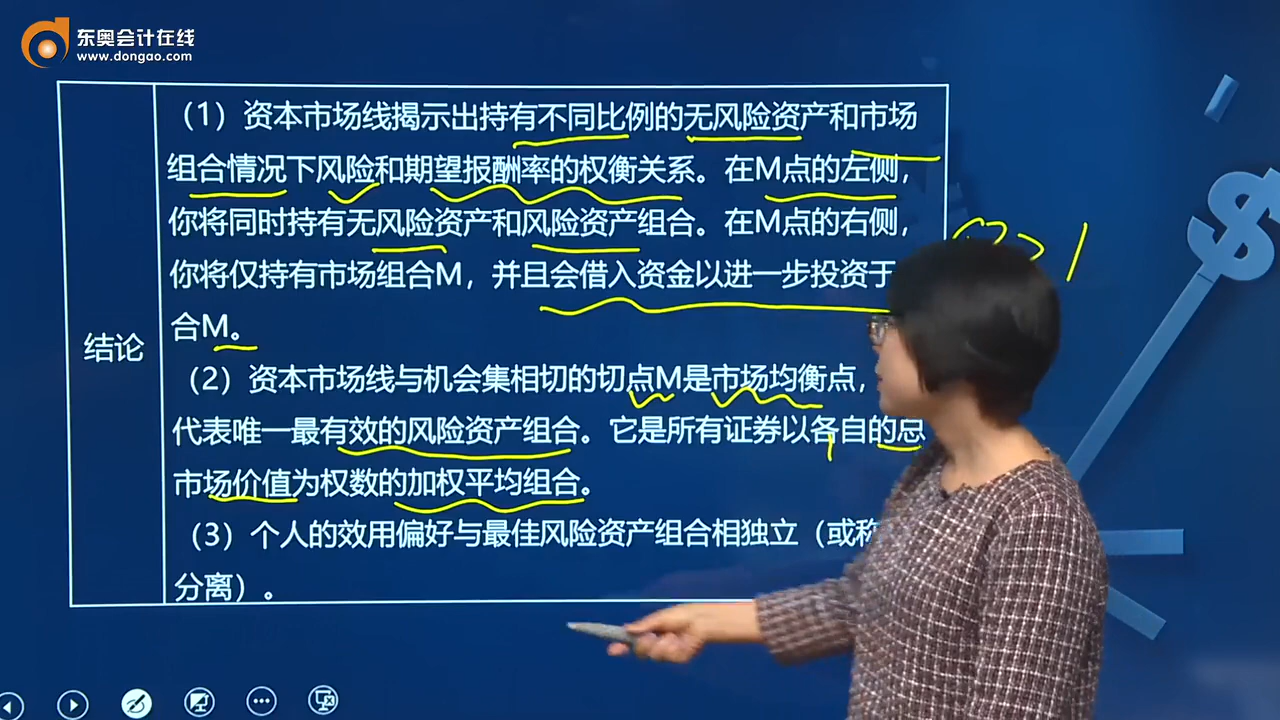 东奥会计在线
www.dongao.com
(1)资本市场线揭示出持有不同比例的无风险资产和市场
组合情况下风险和期望报酬率的权衡关系。在M点的左侧，
你将同时持有无风险资产和风险资产组合。在M点的右侧，
你将仅持有市场组合M，并且会借入资金以进一步投资于
合M。
结论
(2)资本市场线与机会集相切的切点M是市场均衡点，
代表唯一最有效的风险资产组合。它是所有证券以各自的总
市场价值为权数的加权平均组合。
(3)个人的效用偏好与最佳风险资产组合相独立（或称
分离）。
>1